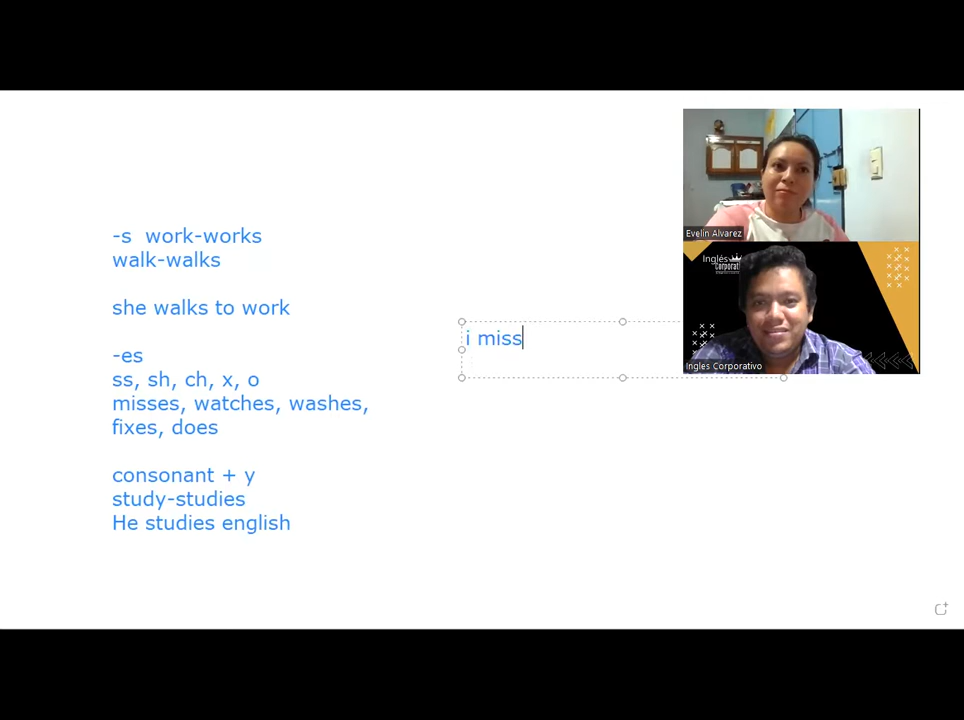 -s  work-works
walk-walks
she walks to work
-es
ss, sh, ch, x, o
misses, watches, washes,
fixes, does
consonant + y
study-studies
He studies english
i miss
Evelin Alvarez
Inglés
Corporati
Ingles Corporativo